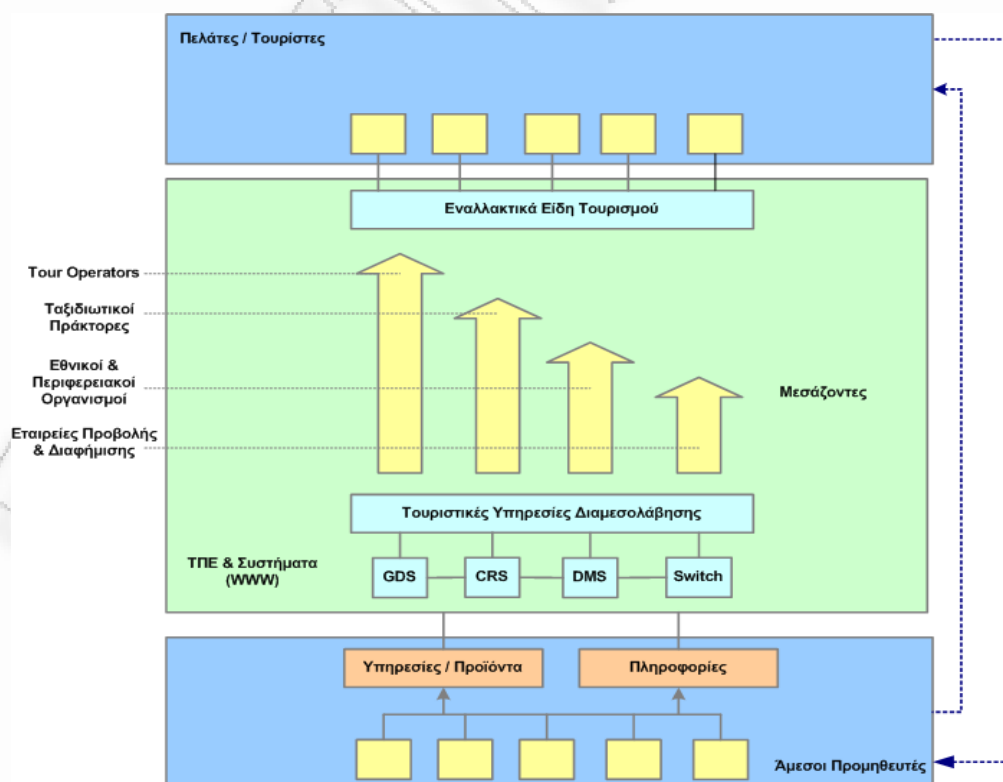 Πελάτες / Τουρίστες
Εναλλακτικά Είδη Τουρισμού
Tour Operators
Ταξιδιωτικοί
Πράκτορες
Εθνικοί &
Περιφερειακοί
Οργανισμοί
Μεσάζοντες
Εταιρείες Προβολής
& Διαφήμισης
Τουριστικές Υπηρεσίες Διαμεσολάβησης
ΤΠΕ & Συστήματα
(WWW)
GDS
CRS
DMS
Switch
Υπηρεσίες / Προϊόντα
Πληροφορίες
Άμεσοι Προμηθευτές